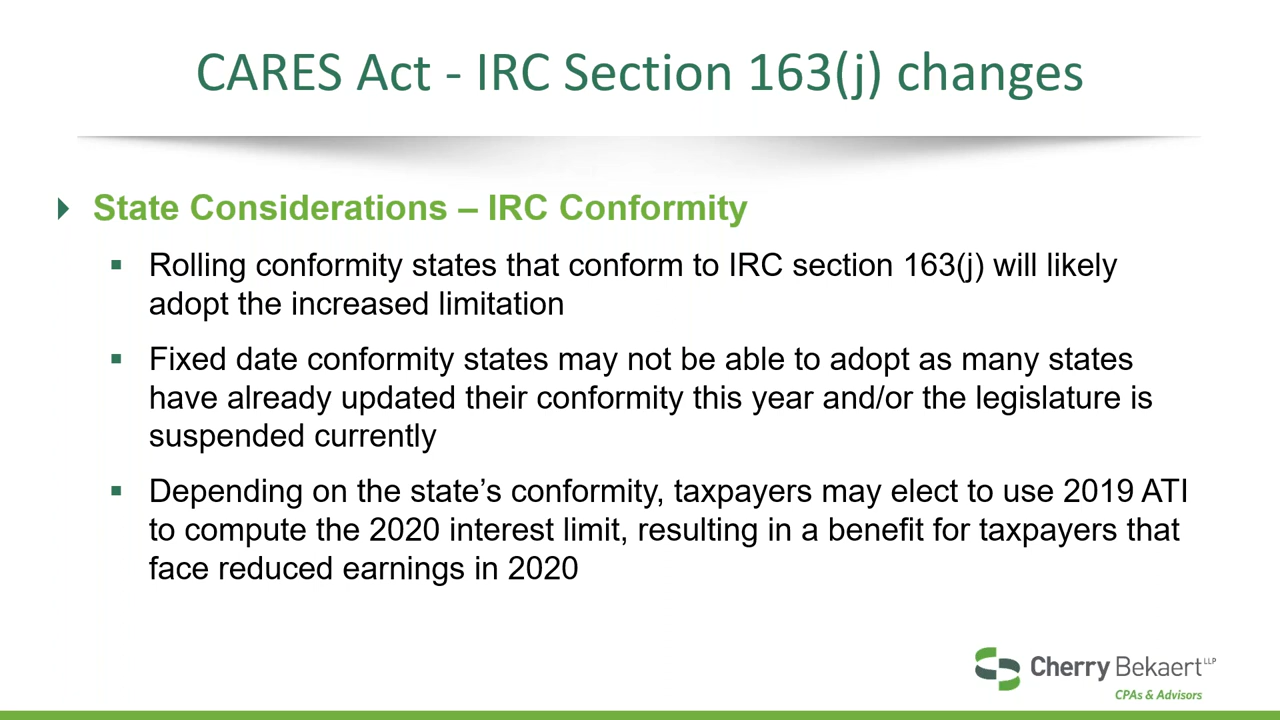 CARES Act - IRC Section 163(j) changes
State Considerations – IRC Conformity
Rolling conformity states that conform to IRC section 163(j) will likely
adopt the increased limitation
Fixed date conformity states may not be able to adopt as many states
have already updated their conformity this year and/or the legislature is
suspended currently
Depending on the state’s conformity, taxpayers may elect to use 2019 ATI
to compute the 2020 interest limit, resulting in a benefit for taxpayers that
face reduced earnings in 2020
Cherry Bekaert LLP
CPAs & Advisors